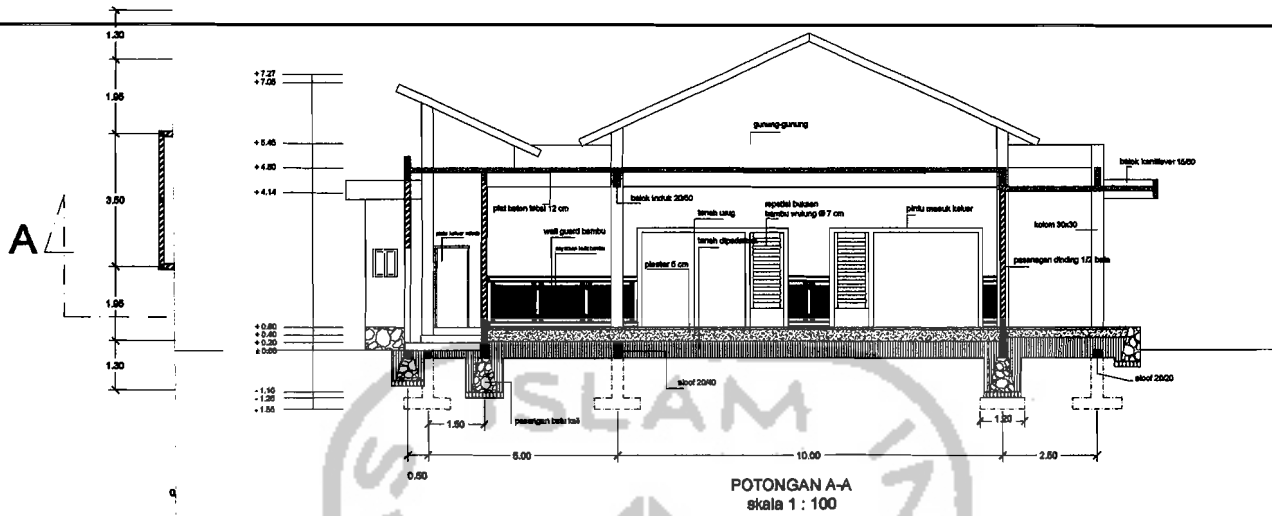 1.30
1.95
3.50
1.95
1.30
A
+7.27
+7.05
+5.45
+4.80
+4.14
+0.60
+0.40
+0.20
±0.00
-1.10
-1.25
-1.55
gunung-gunung
balok kantilever 15/60
plat beton tebal 12 cm
balok induk 20/60
tanah urug
repetisi bukaan
bambu wulung @ 7 cm
pintu masuk keluar
kolom 30x30
wall guard bambu
plester 5 cm
pasanagan dinding 1/2 bata
sloof 20/40
sloof 20/20
pasangan batu kali
1.50
1.20
0.50
5.00
10.00
2.50
POTONGAN A-A
skala 1 : 100
ISLAM